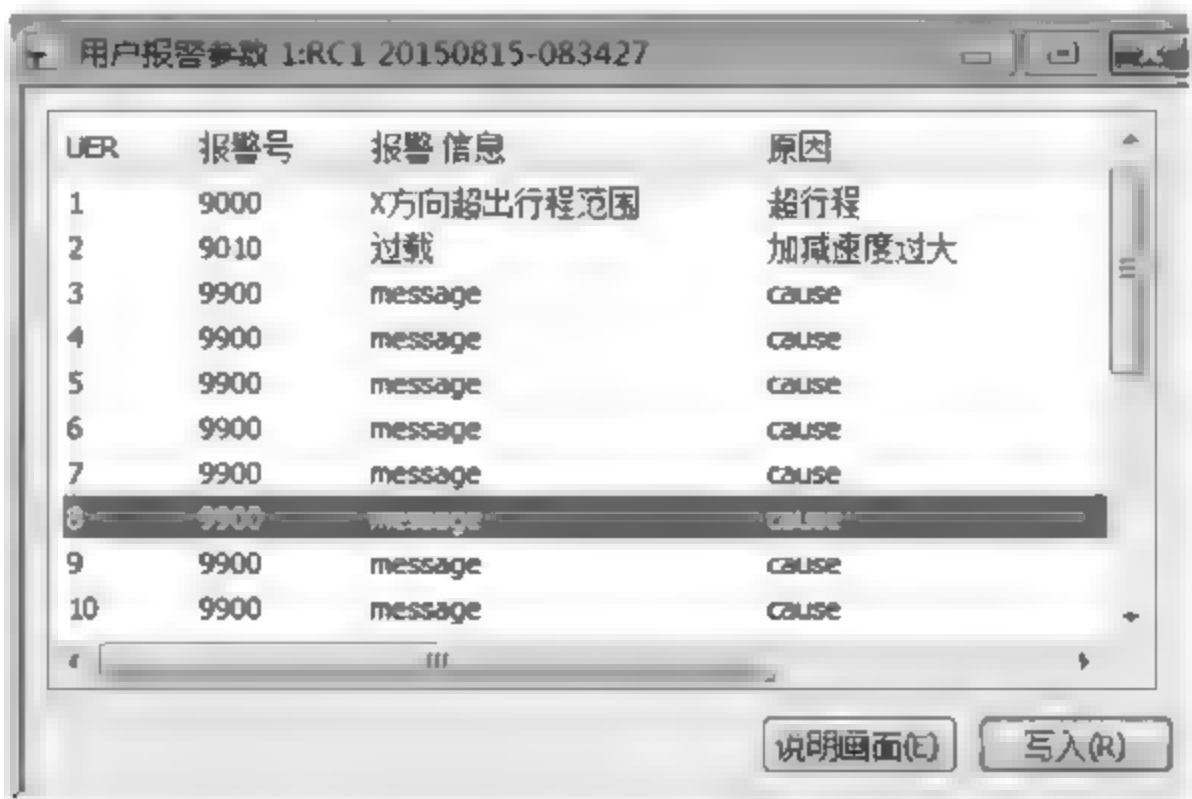 用户报警参数 1:RC1 20150815-083427
UER 报警号 报警 信息 原因
1 9000 X方向超出行程范围 超行程
2 9010 过载 加减速度过大
3 9900 message cause
4 9900 message cause
5 9900 message cause
6 9900 message cause
7 9900 message cause
8 9900 message cause
9 9900 message cause
10 9900 message cause
说明画面(E) 写入(R)